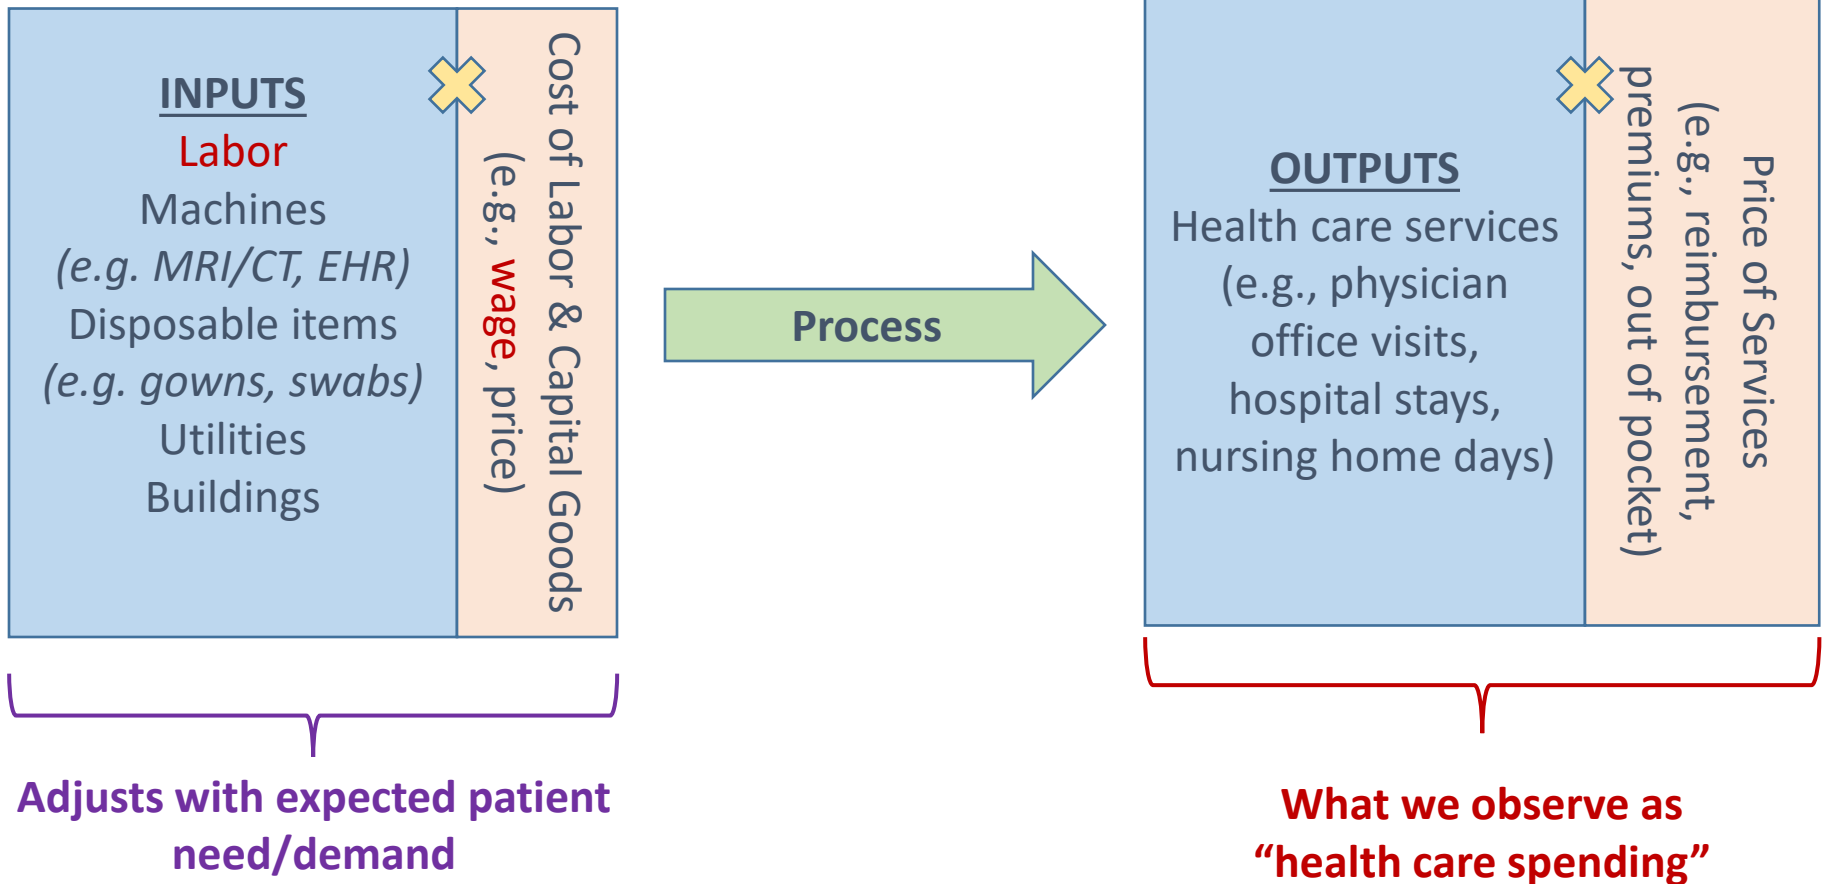 INPUTS
Labor
Machines
(e.g. MRI/CT, EHR)
Disposable items
(e.g. gowns, swabs)
Utilities
Buildings
Cost of Labor & Capital Goods
(e.g., wage, price)
Process
OUTPUTS
Health care services
(e.g., physician
office visits,
hospital stays,
nursing home days)
Price of Services
(e.g., reimbursement,
premiums, out of pocket)
Adjusts with expected patient
need/demand
What we observe as
“health care spending”